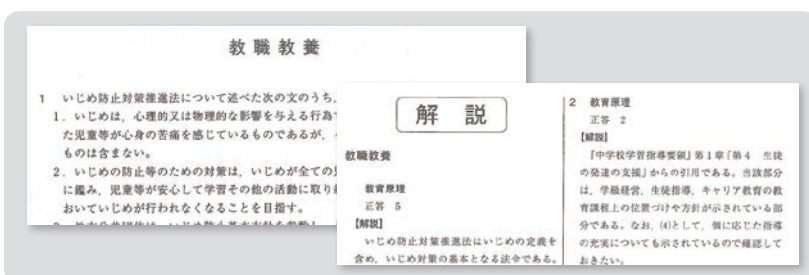 教職教養
1 いじめ防止対策推進法について述べた次の文のうち,
1. いじめは, 心理的又は物理的な影響を与える行為
た児童等が心身の苦痛を感じているものであるが,
ものは含まない。
2. いじめの防止等のための対策は, いじめが全ての
に鑑み, 児童等が安心して学習その他の活動に取り
おいていじめが行われなくなることを目指す。
解 説
教職教養
教育原理
正答 5
【解説】
いじめ防止対策推進法はいじめの定義を
含め, いじめ対策の基本となる法令である。
2 教育原理
正答 2
【解説】
『中学校学習指導要領』第1章「第4 生徒
の発達の支援」からの引用である。当該部分
は, 学級経営, 生徒指導, キャリア教育の教
育課程上の位置づけや方針が示されている部
分である。なお, (4)として, 個に応じた指導
の充実についても示されているので確認して
おきたい。